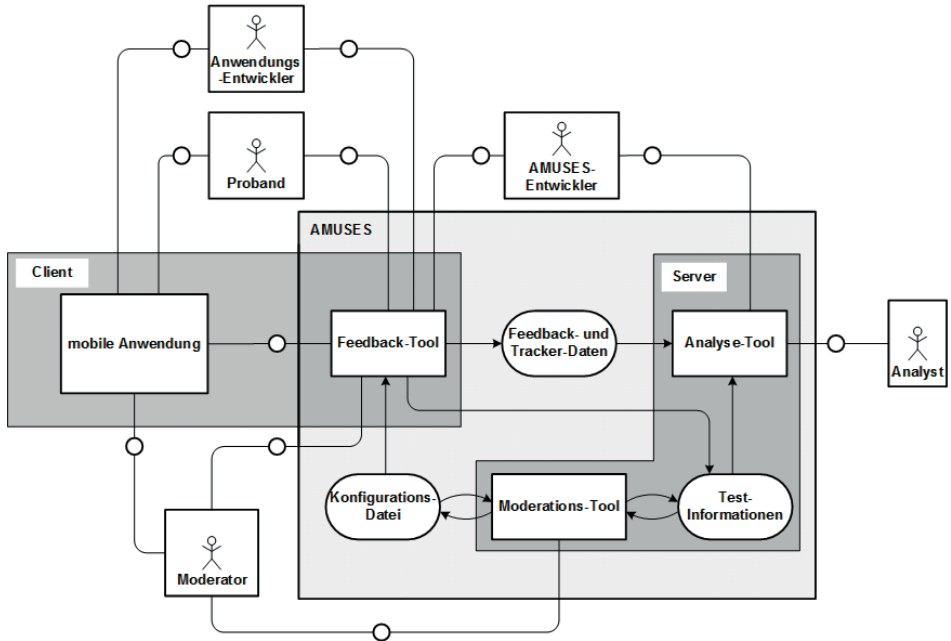 Anwendungs
-Entwickler
Proband
AMUSES-
Entwickler
AMUSES
Client
Server
mobile Anwendung
Feedback-Tool
Feedback- und
Tracker-Daten
Analyse-Tool
Analyst
Konfigurations-
Datei
Moderations-Tool
Test-
Informationen
Moderator